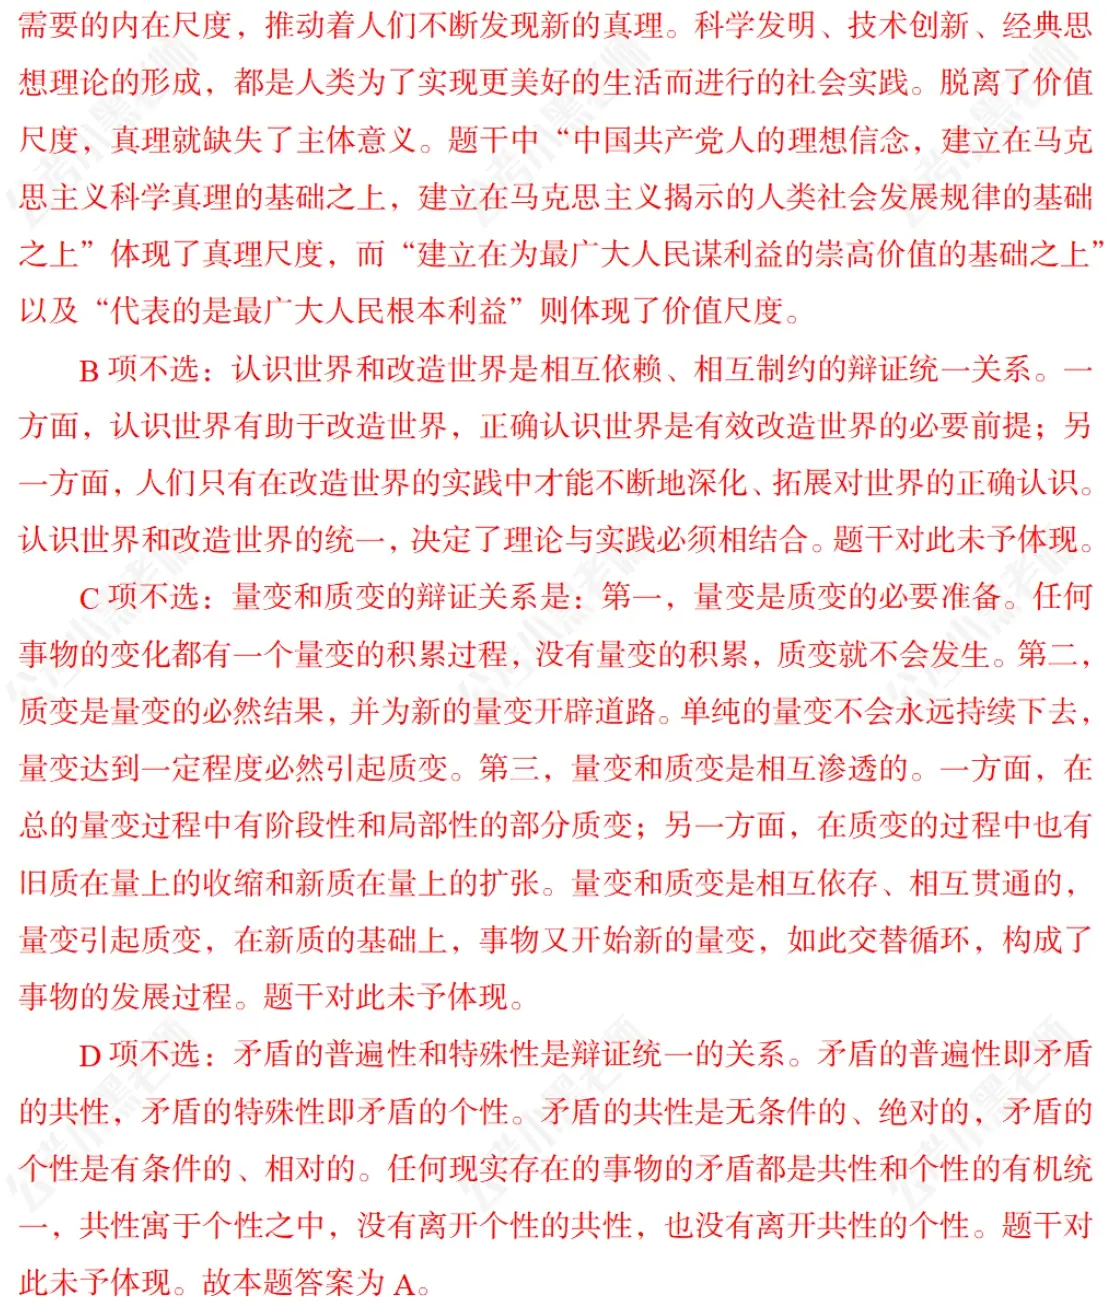 需要的内在尺度，推动着人们不断发现新的真理。科学发明、技术创新、经典思
想理论的形成，都是人类为了实现更美好的生活而进行的社会实践。脱离了价值
尺度，真理就缺失了主体意义。题干中“中国共产党人的理想信念，建立在马克
思主义科学真理的基础之上，建立在马克思主义揭示的人类社会发展规律的基础
之上”体现了真理尺度，而“建立在为最广大人民谋利益的崇高价值的基础之上”
以及“代表的是最广大人民根本利益”则体现了价值尺度。
B 项不选：认识世界和改造世界是相互依赖、相互制约的辩证统一关系。一
方面，认识世界有助于改造世界，正确认识世界是有效改造世界的必要前提；另
一方面，人们只有在改造世界的实践中才能不断地深化、拓展对世界的正确认识。
认识世界和改造世界的统一，决定了理论与实践必须相结合。题干对此未予体现。
C 项不选：量变和质变的辩证关系是：第一，量变是质变的必要准备。任何
事物的变化都有一个量变的积累过程，没有量变的积累，质变就不会发生。第二，
质变是量变的必然结果，并为新的量变开辟道路。单纯的量变不会永远持续下去，
量变达到一定程度必然引起质变。第三，量变和质变是相互渗透的。一方面，在
总的量变过程中有阶段性和局部性的部分质变；另一方面，在质变的过程中也有
旧质在量上的收缩和新质在量上的扩张。量变和质变是相互依存、相互贯通的，
量变引起质变，在新质的基础上，事物又开始新的量变，如此交替循环，构成了
事物的发展过程。题干对此未予体现。
D 项不选：矛盾的普遍性和特殊性是辩证统一的关系。矛盾的普遍性即矛盾
的共性，矛盾的特殊性即矛盾的个性。矛盾的共性是无条件的、绝对的，矛盾的
个性是有条件的、相对的。任何现实存在的事物的矛盾都是共性和个性的有机统
一，共性寓于个性之中，没有离开个性的共性，也没有离开共性的个性。题干对
此未予体现。故本题答案为 A。